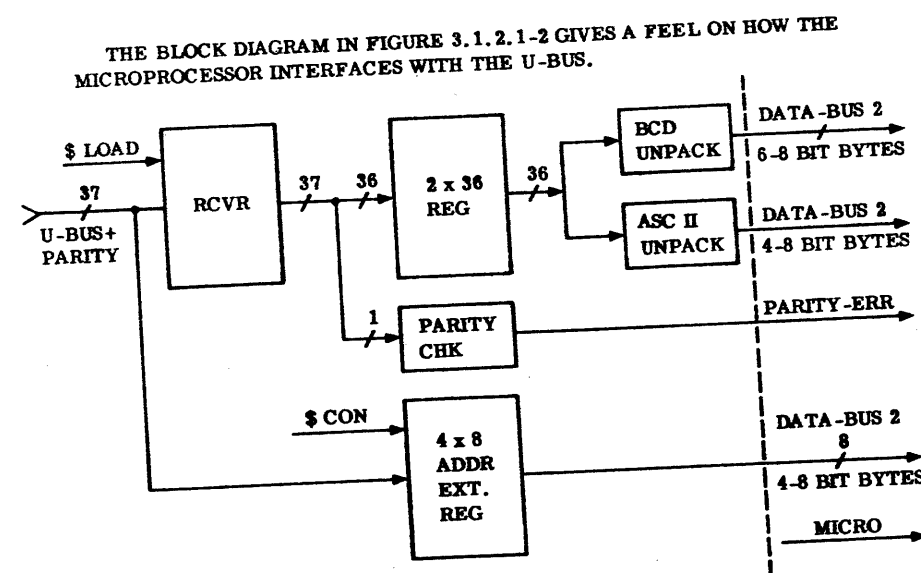 THE BLOCK DIAGRAM IN FIGURE 3.1.2.1-2 GIVES A FEEL ON HOW THE
MICROPROCESSOR INTERFACES WITH THE U-BUS.
$ LOAD
37
U-BUS+
PARITY
RCVR
37
36
2 x 36
REG
36
BCD
UNPACK
DATA-BUS 2
6-8 BIT BYTES
ASC II
UNPACK
DATA-BUS 2
4-8 BIT BYTES
1
PARITY
CHK
PARITY-ERR
$ CON
4 x 8
ADDR
EXT.
REG
DATA-BUS 2
8
4-8 BIT BYTES
MICRO